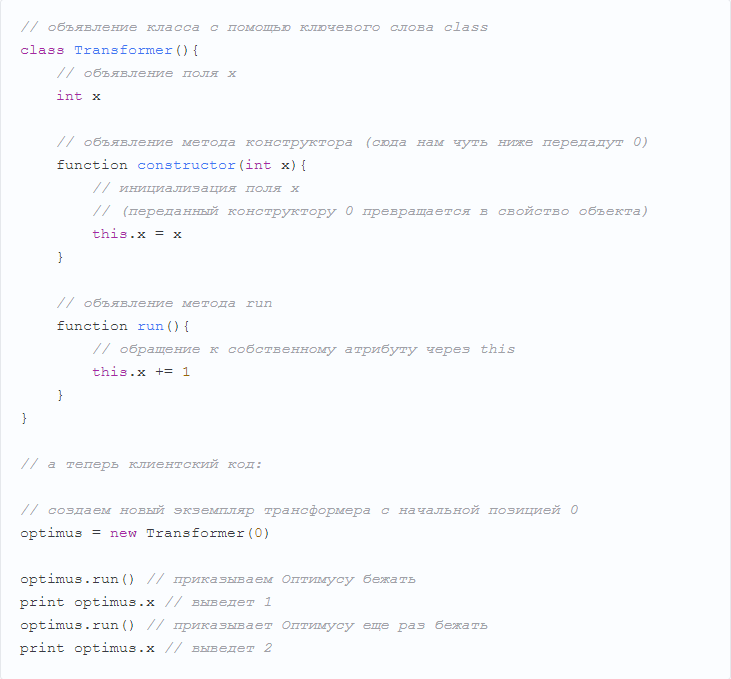 // объявление класса с помощью ключевого слова class
class Transformer(){
    // объявление поля x
    int x

    // объявление метода конструктора (сюда нам чуть ниже передадут 0)
    function constructor(int x){
        // инициализация поля x
        // (переданный конструктору 0 превращается в свойство объекта)
        this.x = x
    }

    // объявление метода run
    function run(){
        // обращение к собственному атрибуту через this
        this.x += 1
    }
}

// а теперь клиентский код:

// создаем новый экземпляр трансформера с начальной позицией 0
optimus = new Transformer(0)

optimus.run() // приказываем Оптимусу бежать
print optimus.x // выведет 1
optimus.run() // приказывает Оптимусу еще раз бежать
print optimus.x // выведет 2